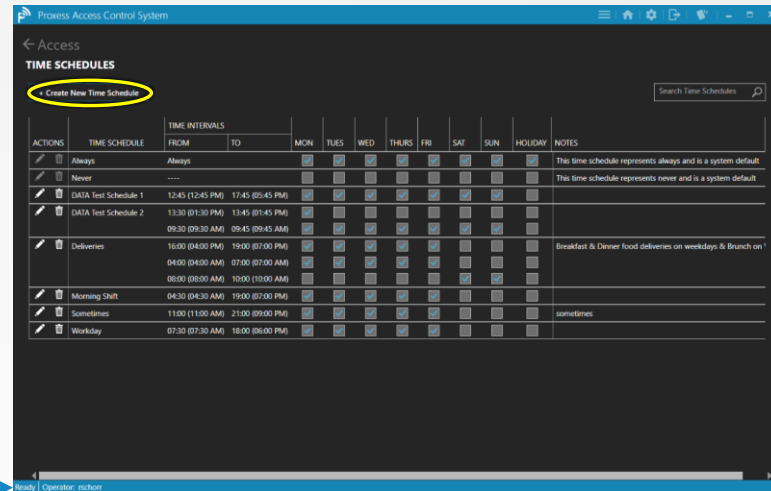 Proxess Access Control System
Access
TIME SCHEDULES
+ Create New Time Schedule
Search Time Schedules
TIME INTERVALS
ACTIONS TIME SCHEDULE FROM TO MON TUES WED THURS FRI SAT SUN HOLIDAY NOTES
Always Always This time schedule represents always and is a system default
Never ---- This time schedule represents never and is a system default
DATA Test Schedule 1 12:45 (12:45 PM) 17:45 (05:45 PM)
DATA Test Schedule 2 13:30 (01:30 PM) 13:45 (01:45 PM)
09:30 (09:30 AM) 09:45 (09:45 AM)
Deliveries 16:00 (04:00 PM) 19:00 (07:00 PM) Breakfast & Dinner food deliveries on weekdays & Brunch on
04:00 (04:00 AM) 07:00 (07:00 AM)
08:00 (08:00 AM) 10:00 (10:00 AM)
Morning Shift 04:30 (04:30 AM) 19:00 (07:00 PM)
Sometimes 11:00 (11:00 AM) 21:00 (09:00 PM) sometimes
Workday 07:30 (07:30 AM) 18:00 (06:00 PM)
Ready Operator: rschorr